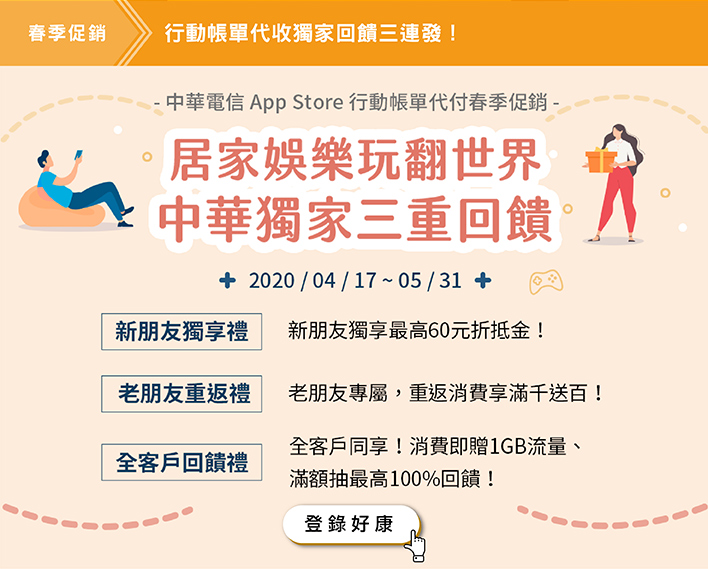 春季促銷
行動帳單代收獨家回饋三連發！
- 中華電信 App Store 行動帳單代付春季促銷 -
居家娛樂玩翻世界
中華獨家三重回饋
2020 / 04 / 17 ~ 05 / 31
新朋友獨享禮
新朋友獨享最高60元折抵金！
老朋友重返禮
老朋友專屬，重返消費享滿千送百！
全客戶回饋禮
全客戶同享！消費即贈1GB流量、
滿額抽最高100%回饋！
登錄好康